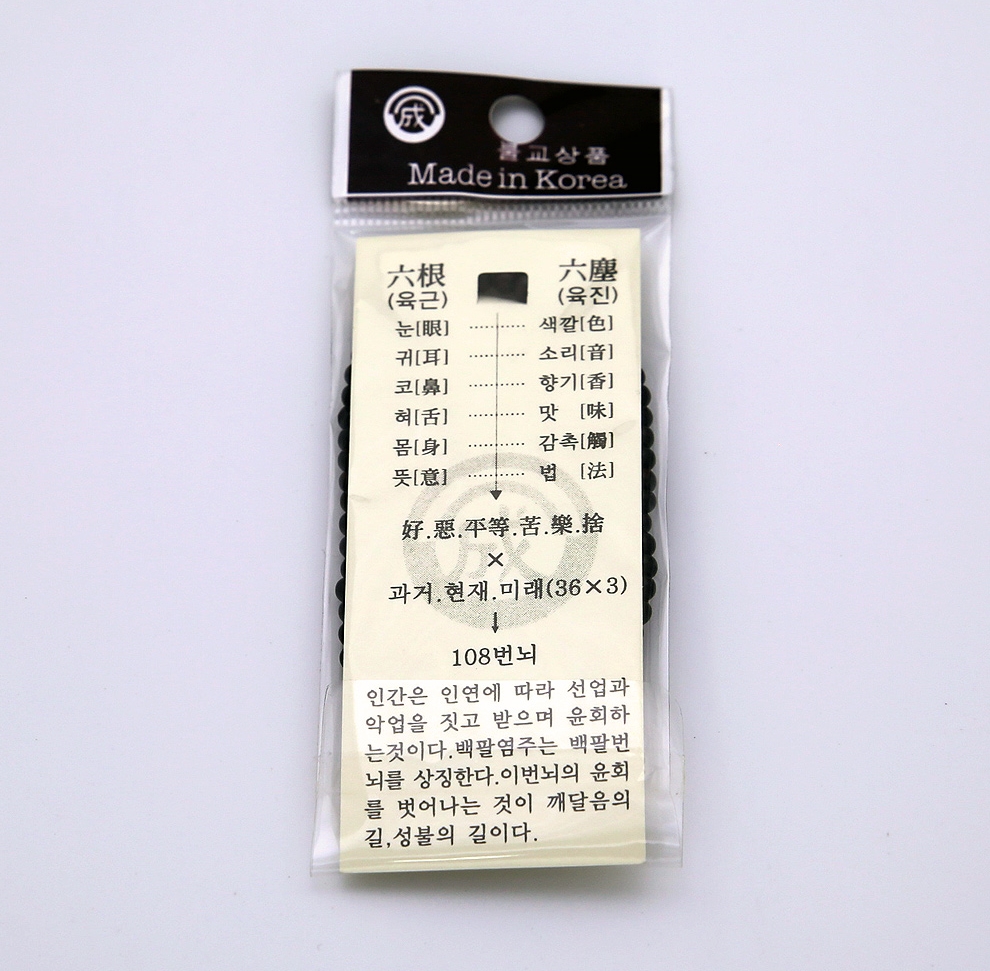 成
불교상품
Made in Korea
六根 六塵
(육근) (육진)
눈[眼] ………… 색깔[色]
귀[耳] ………… 소리[音]
코[鼻] ………… 향기[香]
혀[舌] ………… 맛 [味]
몸[身] ………… 감촉[觸]
뜻[意] ………… 법 [法]
成
好.惡.平等.苦.樂.捨
×
과거.현재.미래(36×3)
↓
108번뇌
인간은 인연에 따라 선업과
악업을 짓고 받으며 윤회하
는것이다.백팔염주는 백팔번
뇌를 상징한다.이번뇌의 윤회
를 벗어나는 것이 깨달음의
길,성불의 길이다.